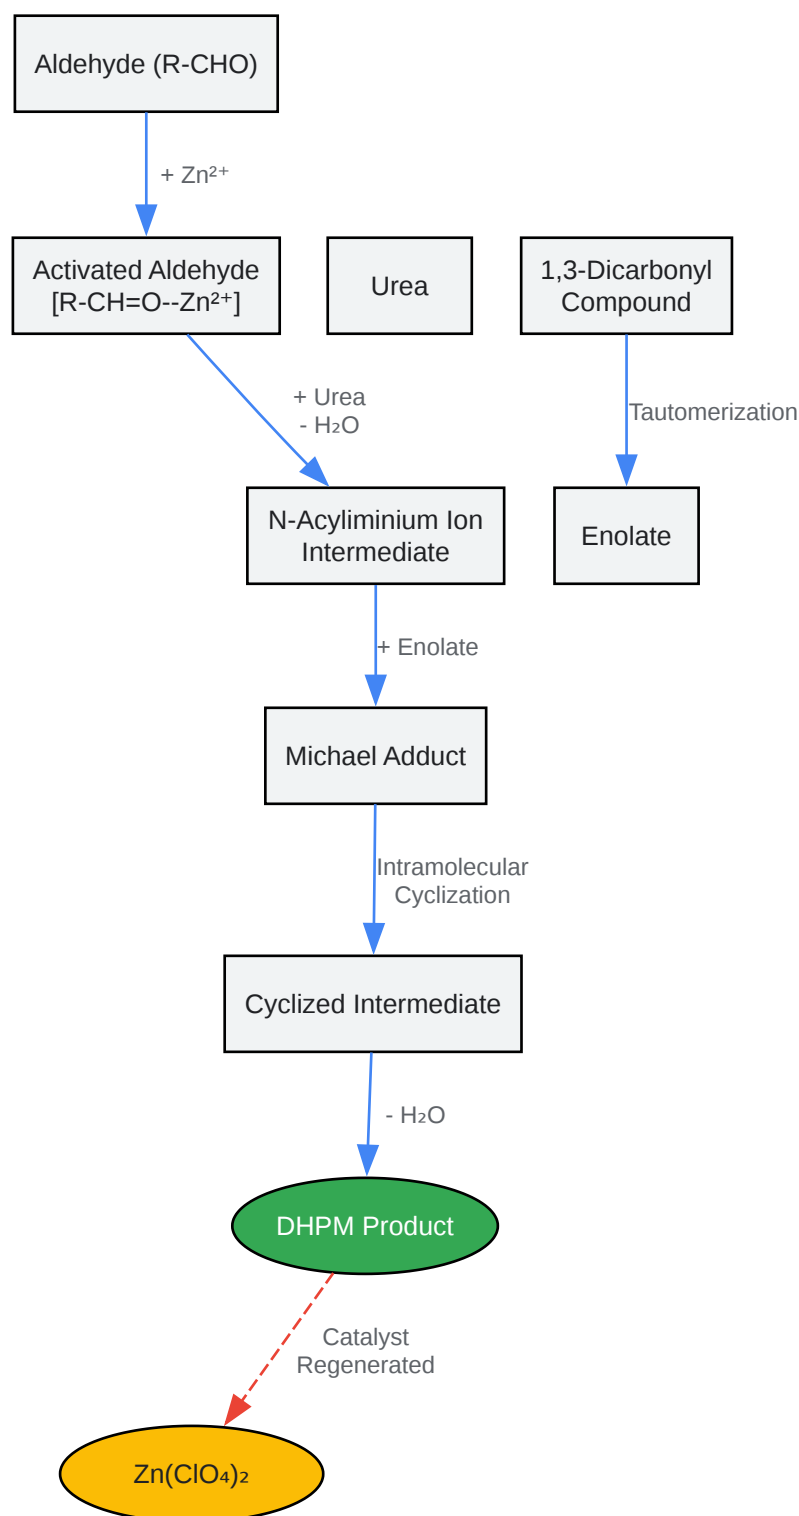 Aldehyde (R-CHO)
+ Zn²⁺
Activated Aldehyde
[R-CH=O--Zn²⁺]
Urea
1,3-Dicarbonyl
Compound
+ Urea
- H₂O
Tautomerization
N-Acyliminium Ion
Intermediate
Enolate
+ Enolate
Michael Adduct
Intramolecular
Cyclization
Cyclized Intermediate
- H₂O
DHPM Product
Catalyst
Regenerated
Zn(ClO₄)₂